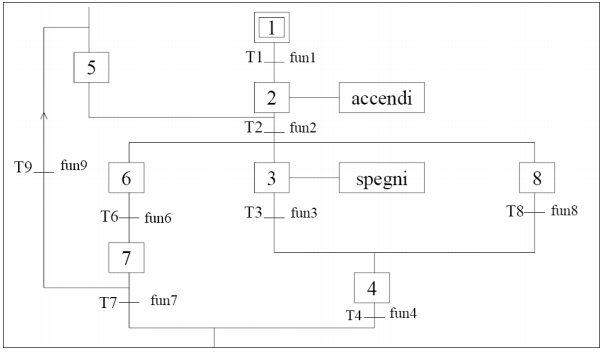 1
T1 fun1
5
2 accendi
T2 fun2
T9 fun9
6
3 spegni
8
T6 fun6
T3 fun3
T8 fun8
7
4
T7 fun7
T4 fun4